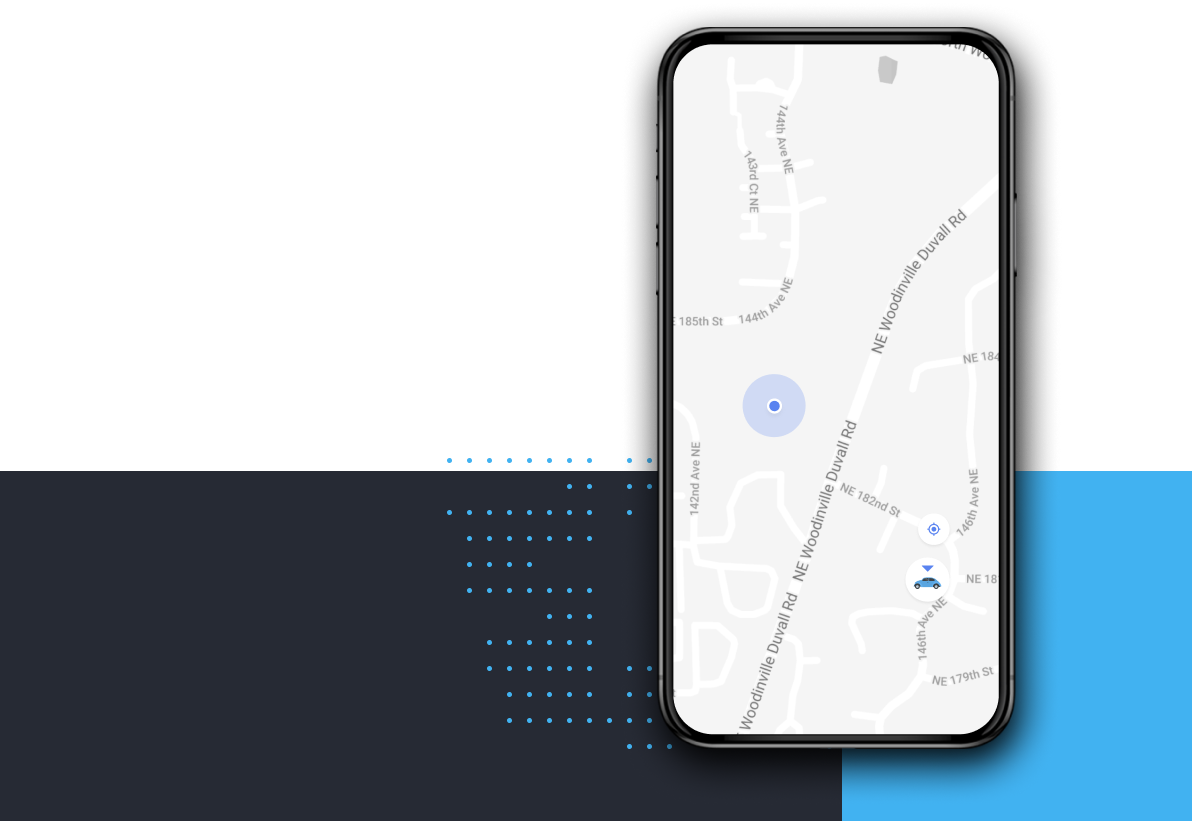 144th Ave NE
143rd Ct NE
NE Woodinville Duvall Rd
144th Ave NE
E 185th St
NE 184
NE Woodinville Duvall Rd
142nd Ave NE
NE 182nd St
146th Ave NE
NE 18
Woodinville Duvall Rd
146th Ave NE
NE 179th St